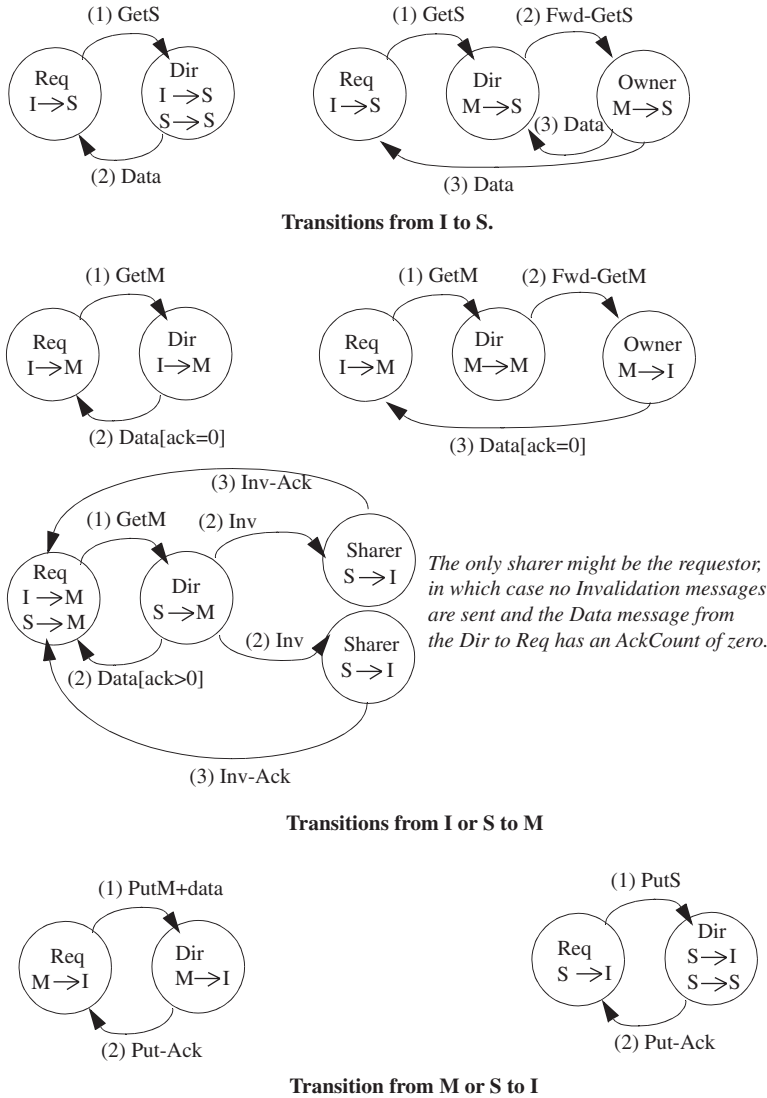 (1) GetS
Req
I→S
Dir
I→S
S→S
(2) Data
(1) GetS
(2) Fwd-GetS
Req
I→S
Dir
M→S
Owner
M→S
(3) Data
(3) Data
Transitions from I to S.
(1) GetM
Req
I→M
Dir
I→M
(2) Data[ack=0]
(1) GetM
(2) Fwd-GetM
Req
I→M
Dir
M→M
Owner
M→I
(3) Data[ack=0]
(3) Inv-Ack
(1) GetM
(2) Inv
Req
I→M
S→M
Dir
S→M
Sharer
S→I
(2) Inv
Sharer
S→I
(2) Data[ack>0]
(3) Inv-Ack
The only sharer might be the requestor,
in which case no Invalidation messages
are sent and the Data message from
the Dir to Req has an AckCount of zero.
Transitions from I or S to M
(1) PutM+data
Req
M→I
Dir
M→I
(2) Put-Ack
(1) PutS
Req
S→I
Dir
S→I
S→S
(2) Put-Ack
Transition from M or S to I